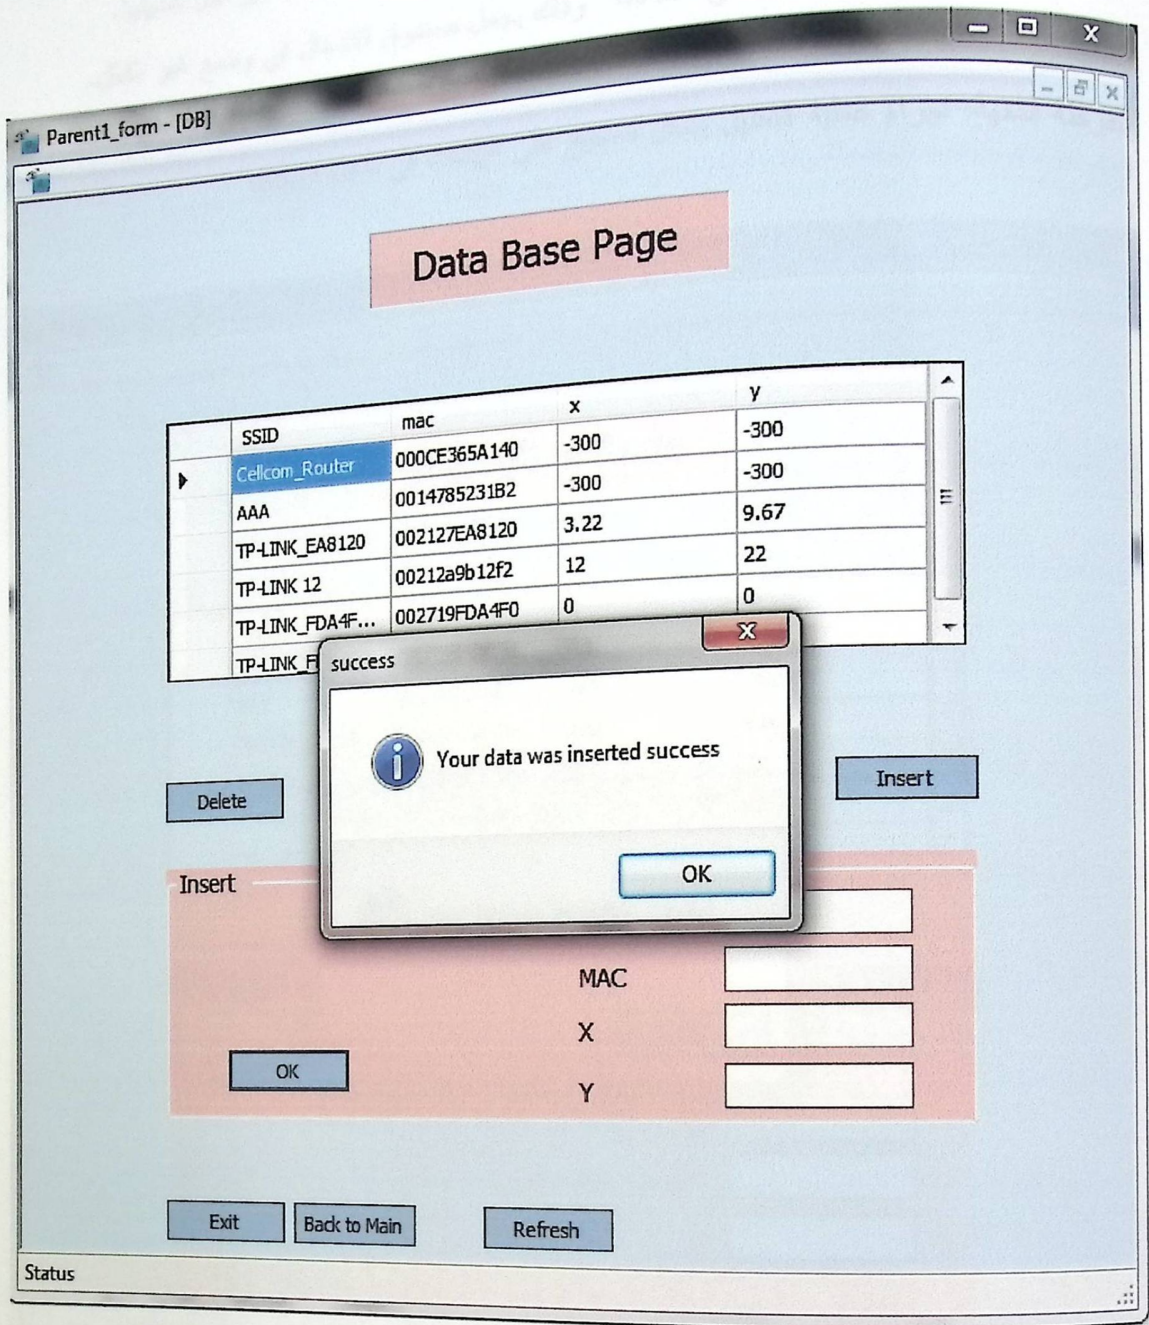 Parent1_form - [DB]
Data Base Page
SSID mac x y
Cellcom_Router 000CE365A140 -300 -300
AAA 0014785231B2 -300 -300
TP-LINK_EA8120 002127EA8120 3.22 9.67
TP-LINK 12 00212a9b12f2 12 22
TP-LINK_FDA4F... 002719FDA4F0 0 0
success
Your data was inserted success
OK
Delete
Insert
Insert
MAC
X
OK
Y
Exit Back to Main Refresh
Status